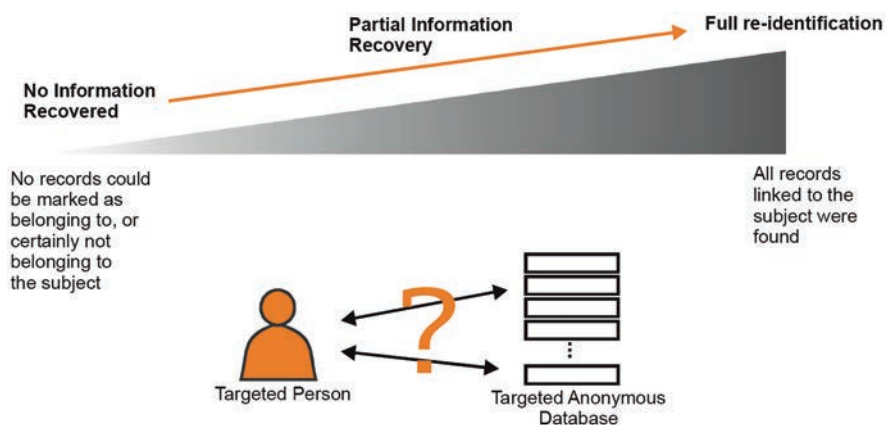 Partial Information
Recovery
Full re-identification
No Information
Recovered
No records could
be marked as
belonging to, or
certainly not
belonging to
the subject
All records
linked to the
subject were
found
?
Targeted Person
Targeted Anonymous
Database